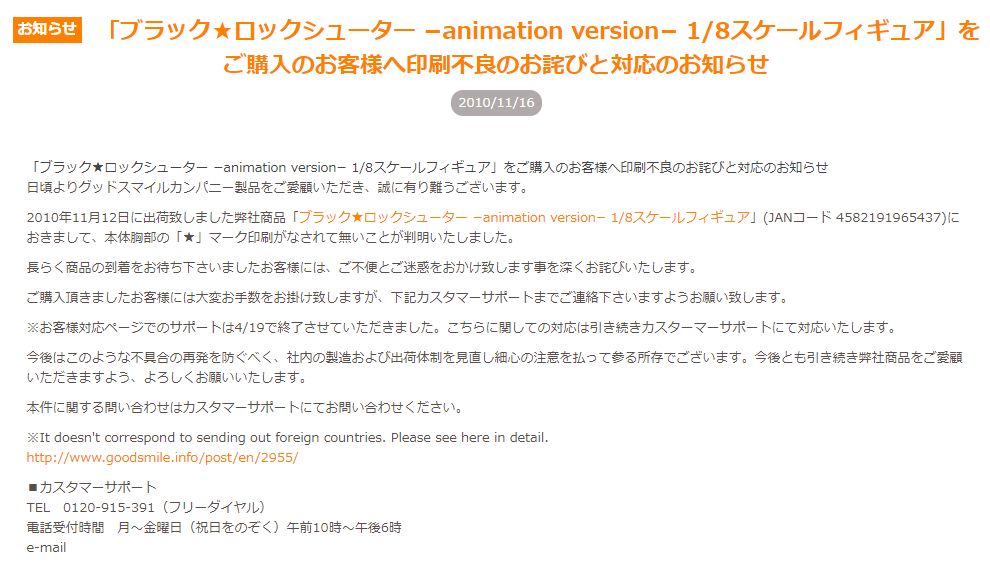 お知らせ
「ブラック★ロックシューター −animation version− 1/8スケールフィギュア」を
ご購入のお客様へ印刷不良のお詫びと対応のお知らせ
2010/11/16
「ブラック★ロックシューター −animation version− 1/8スケールフィギュア」をご購入のお客様へ印刷不良のお詫びと対応のお知らせ
日頃よりグッドスマイルカンパニー製品をご愛顧いただき、誠に有り難うございます。
2010年11月12日に出荷致しました弊社商品「ブラック★ロックシューター −animation version− 1/8スケールフィギュア」(JANコード 4582191965437)に
おきまして、本体胸部の「★」マーク印刷がなされて無いことが判明いたしました。
長らく商品の到着をお待ち下さいましたお客様には、ご不便とご迷惑をおかけ致します事を深くお詫びいたします。
ご購入頂きましたお客様には大変お手数をお掛け致しますが、下記カスタマーサポートまでご連絡下さいますようお願い致します。
※お客様対応ページでのサポートは4/19で終了させていただきました。こちらに関しての対応は引き続きカスターマーサポートにて対応いたします。
今後はこのような不具合の再発を防ぐべく、社内の製造および出荷体制を見直し細心の注意を払って参る所存でございます。今後とも引き続き弊社商品をご愛顧
いただきますよう、よろしくお願いいたします。
本件に関する問い合わせはカスタマーサポートにてお問い合わせください。
※It doesn't correspond to sending out foreign countries. Please see here in detail.
http://www.goodsmile.info/post/en/2955/
■カスタマーサポート
TEL　0120-915-391（フリーダイヤル）
電話受付時間　月～金曜日（祝日をのぞく）午前10時～午後6時
e-mail